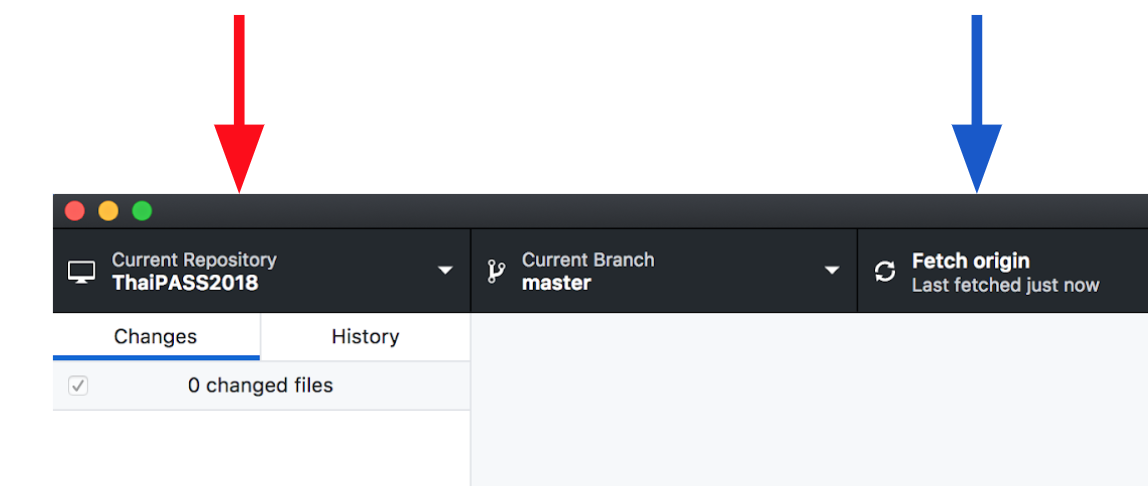 Current Repository
ThaiPASS2018
Current Branch
master
Fetch origin
Last fetched just now
Changes
History
0 changed files